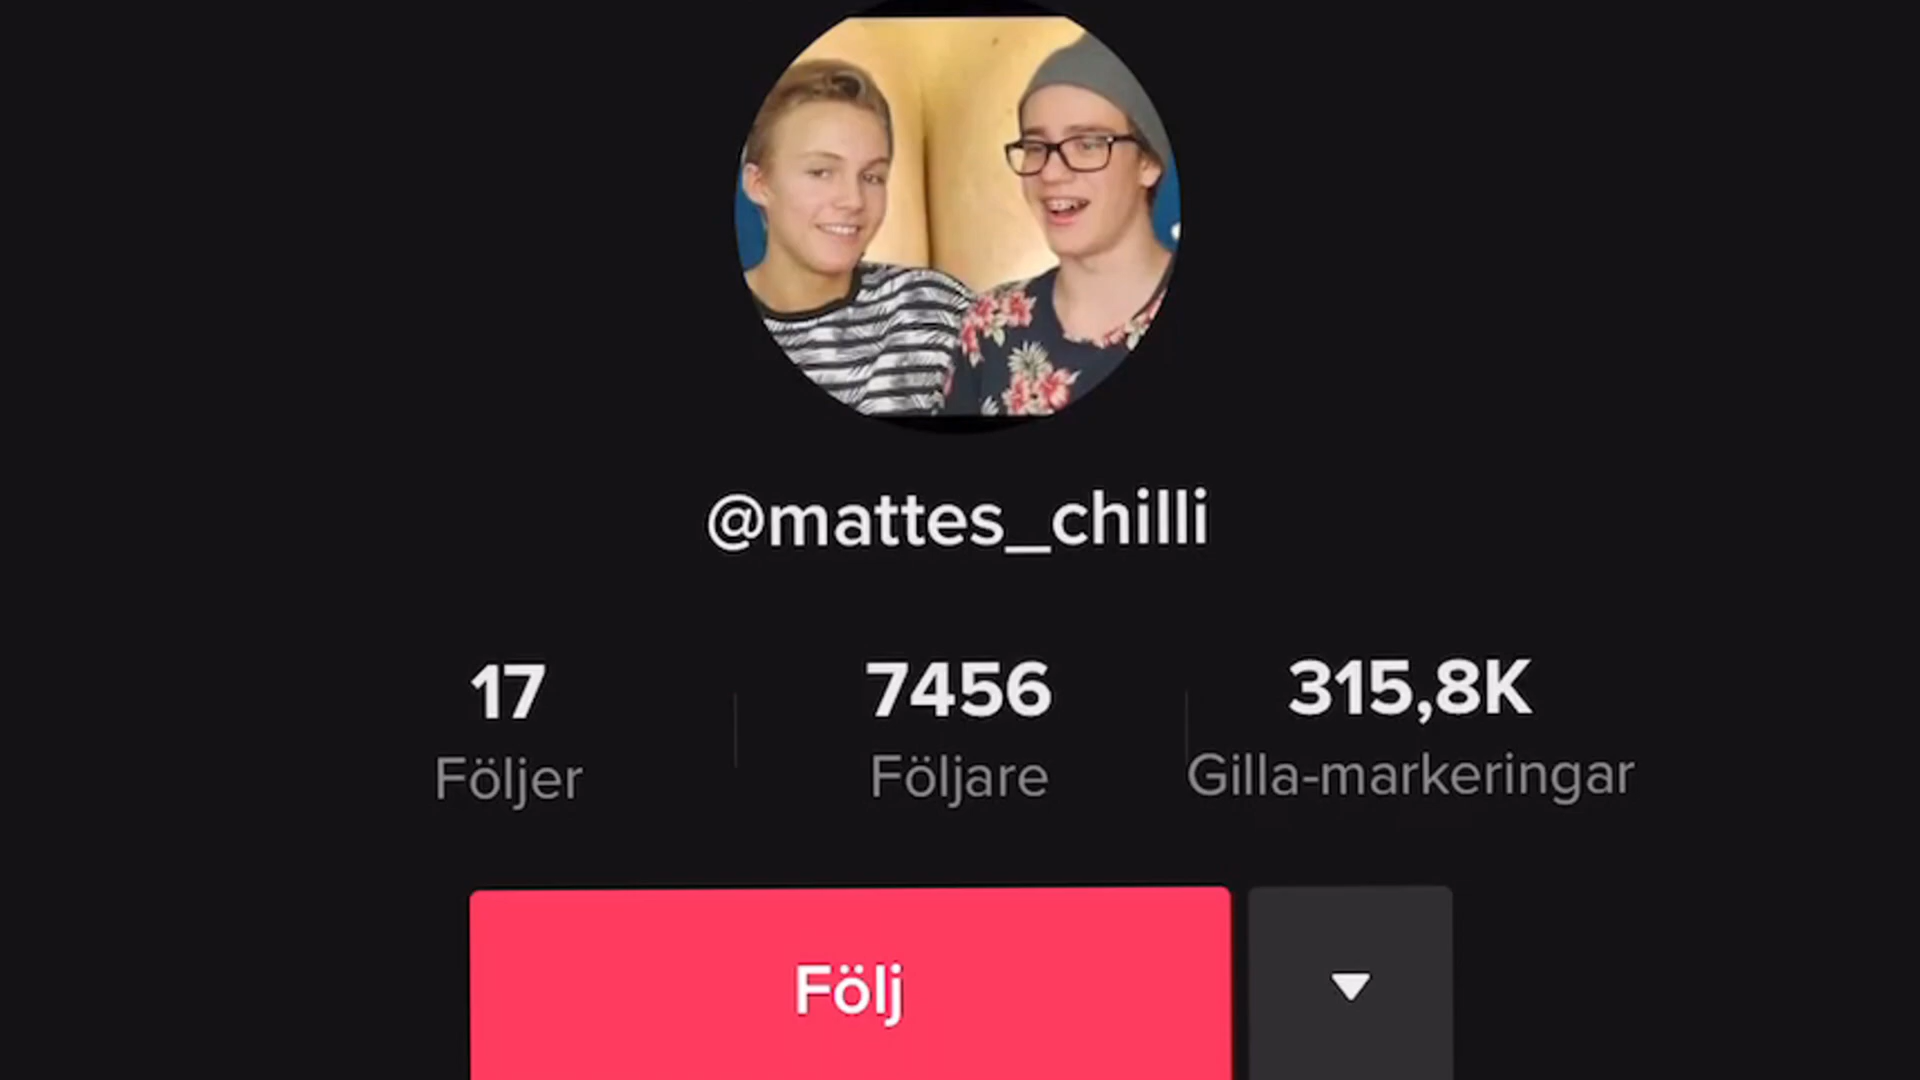 @mattes_chilli
17
7456
315,8K
Följer
Följare
Gilla-markeringar
Följ